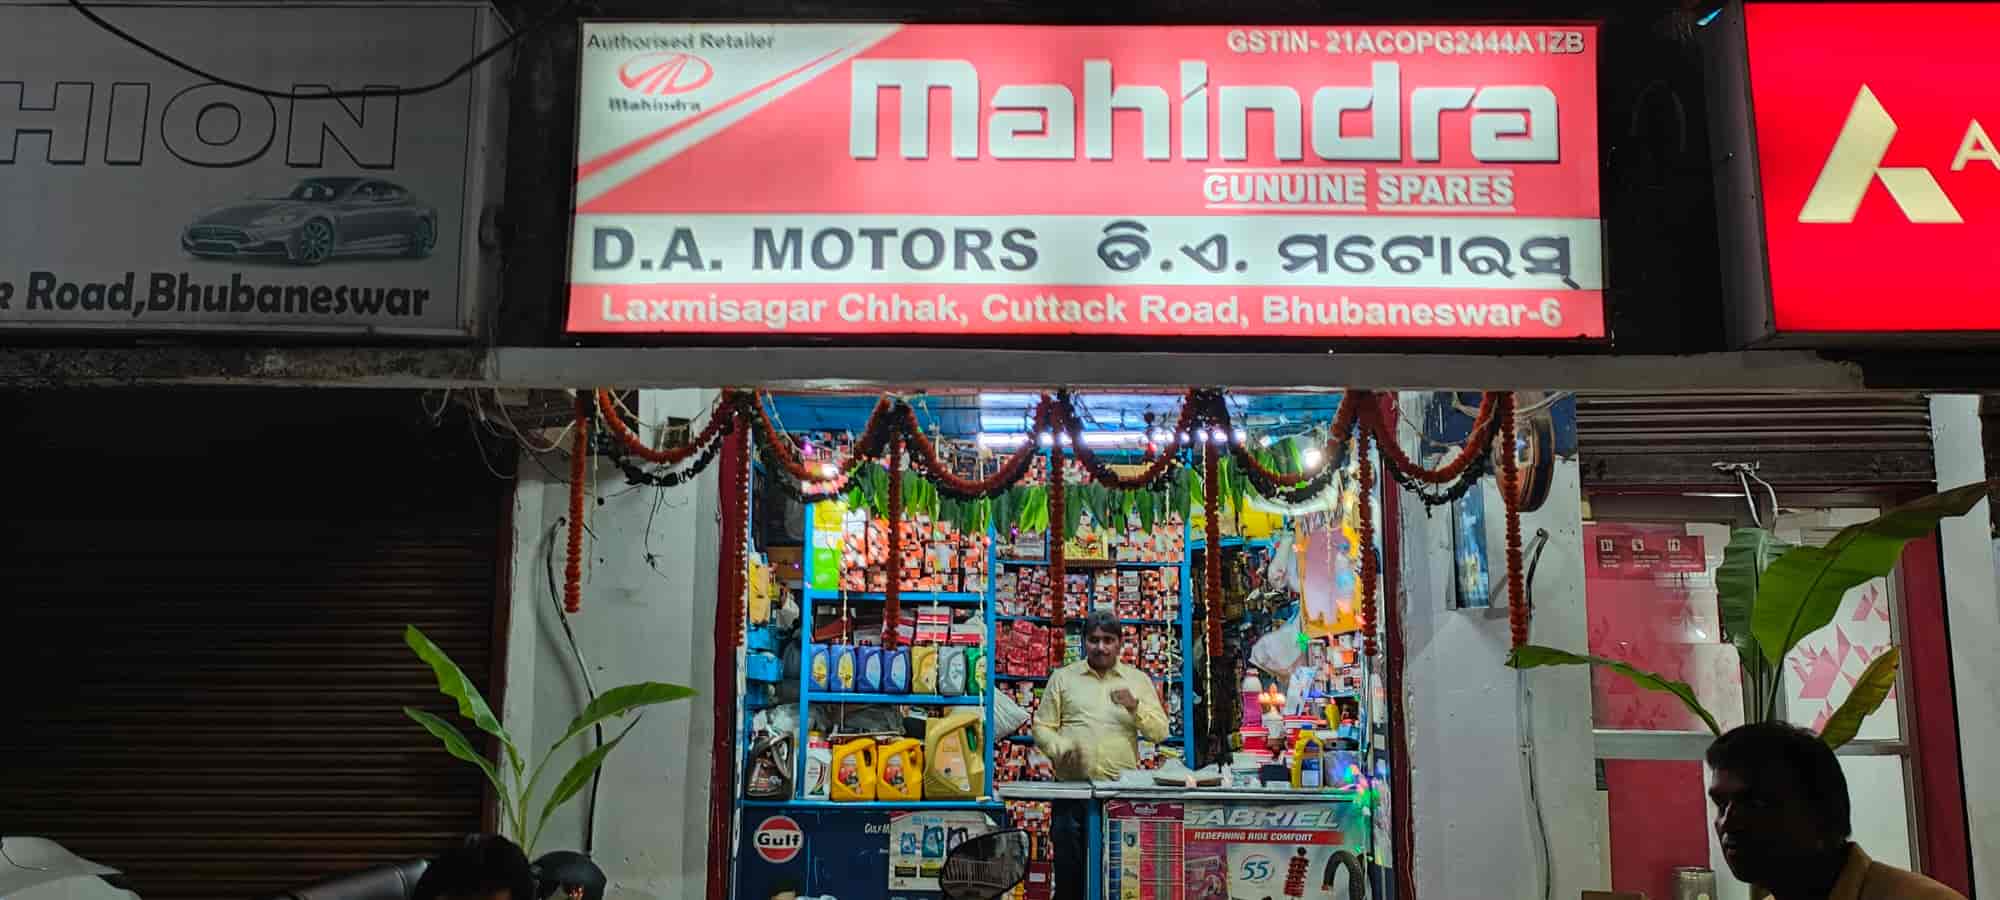 HION
Road,Bhubaneswar
Authorised Retailer
Mahindra
GSTIN- 21ACOPG2444A1ZB
Mahindra
GUNUINE SPARES
D.A. MOTORS ଡି.ଏ. ମଟୋରସ୍
Laxmisagar Chhak, Cuttack Road, Bhubaneswar-6
A
Gulf
GABRIEL
REDEFINING RIDE COMFORT
55